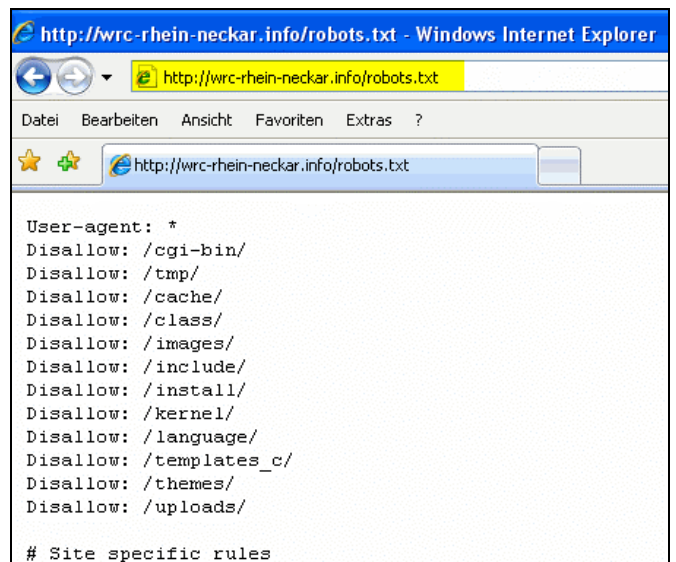 http://wrc-rhein-neckar.info/robots.txt - Windows Internet Explorer
http://wrc-rhein-neckar.info/robots.txt
Datei Bearbeiten Ansicht Favoriten Extras ?
http://wrc-rhein-neckar.info/robots.txt
User-agent: *
Disallow: /cgi-bin/
Disallow: /tmp/
Disallow: /cache/
Disallow: /class/
Disallow: /images/
Disallow: /include/
Disallow: /install/
Disallow: /kernel/
Disallow: /language/
Disallow: /templates_c/
Disallow: /themes/
Disallow: /uploads/
# Site specific rules